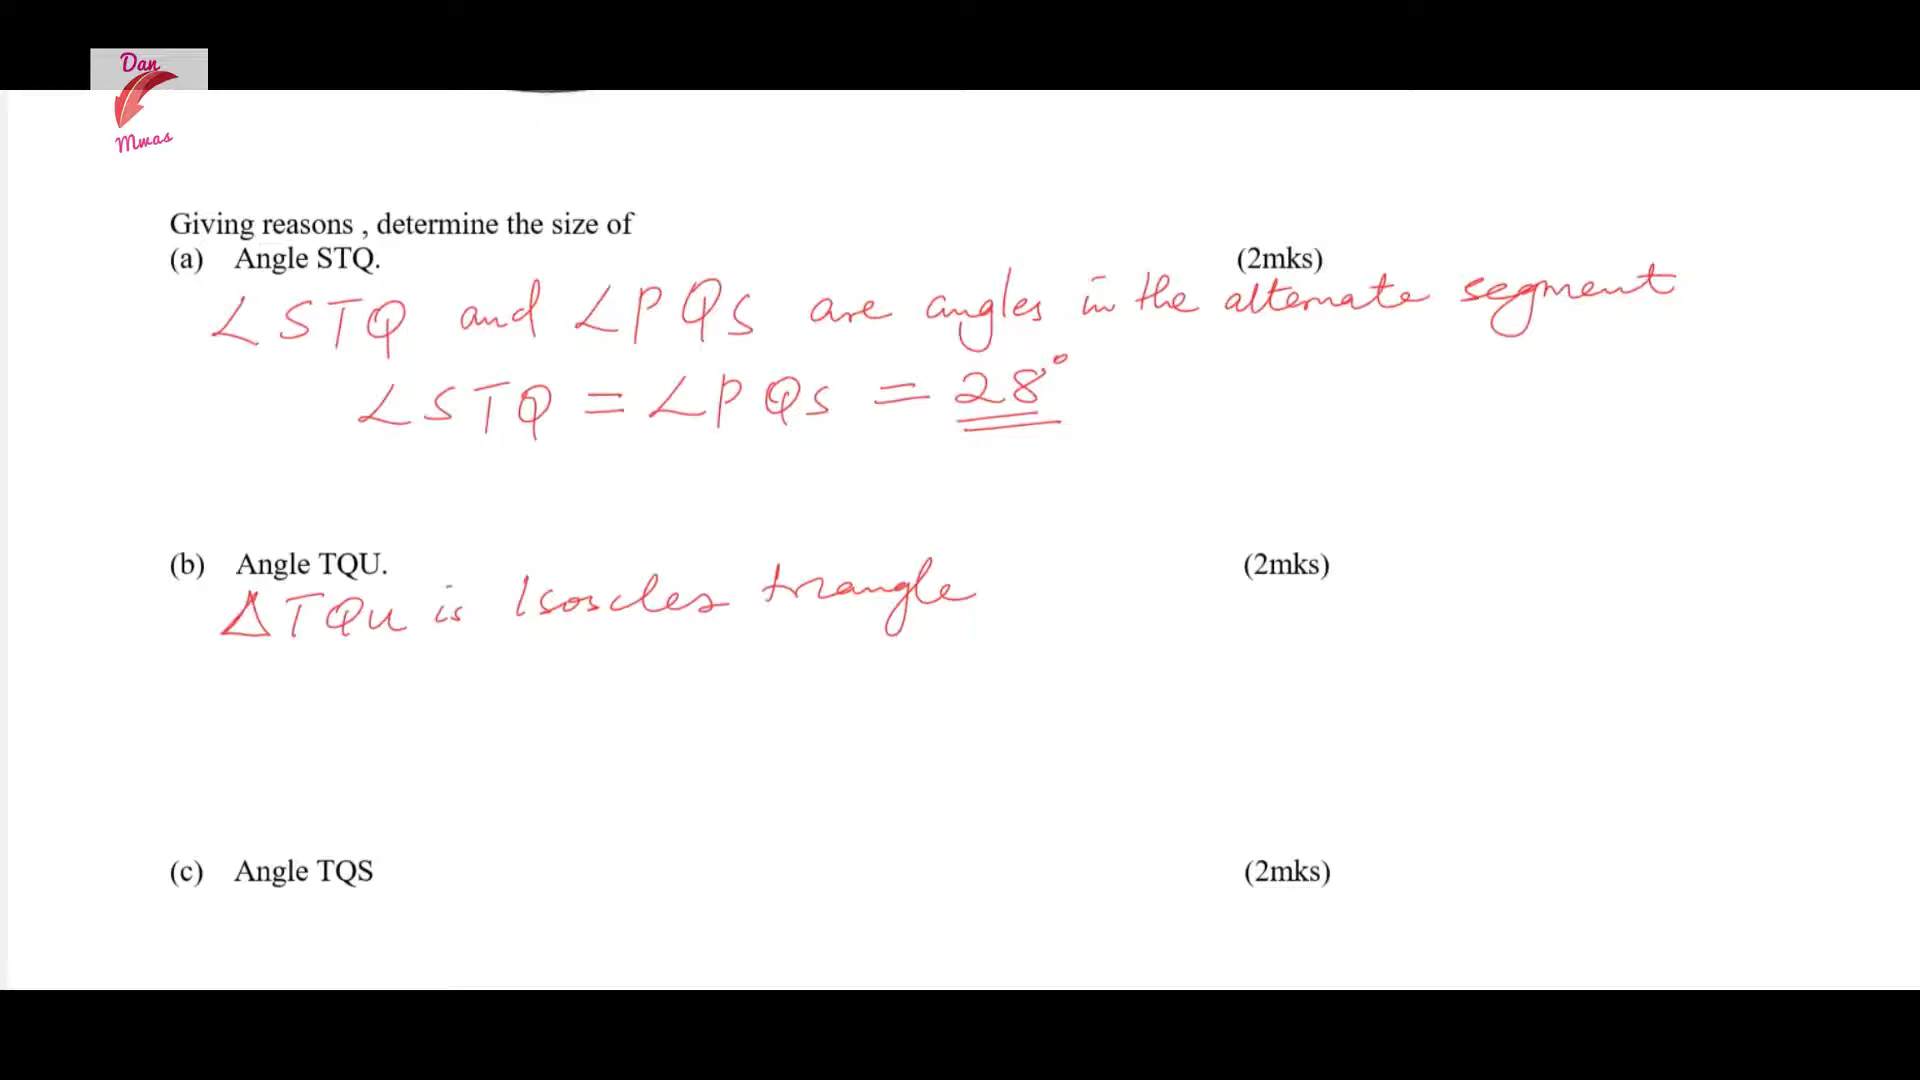 Dan
Mwas
Giving reasons , determine the size of
(a) Angle STQ. (2mks)
∠STQ and ∠PQS are angles in the alternate segment
∠STQ = ∠PQS = 28°
(b) Angle TQU. (2mks)
△TQU is Isoscles triangle
(c) Angle TQS (2mks)